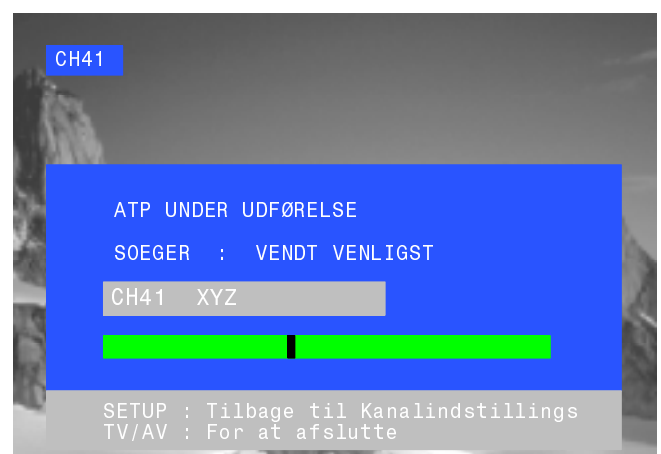 CH41
ATP UNDER UDFØRELSE
SOEGER : VENDT VENLIGST
CH41 XYZ
SETUP : Tilbage til Kanalindstillings
TV/AV : For at afslutte